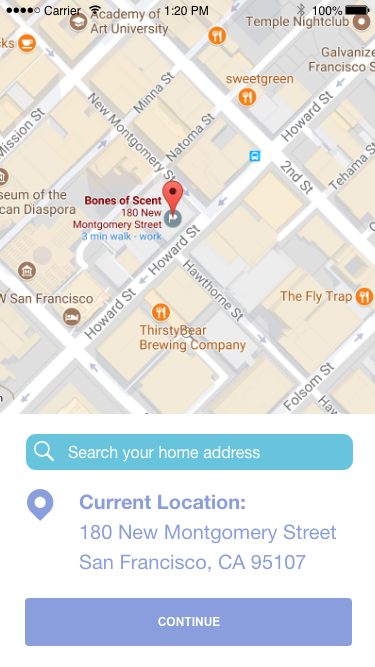 Carrier
1:20 PM
100%
Academy of
Art University
Temple Nightclub
cks
Galvanize
Francisco S
sweetgreen
Minna St
Mission St
New Montgomery St
Natoma St
Howard St
2nd St
Tehama St
seum of the
can Diaspora
Bones of Scent
180 New
Montgomery Street
3 min walk · work
Howard St
Hawthorne St
W San Francisco
The Fly Trap
Howard St
ThirstyBear
Brewing Company
Folsom St
Haw
Search your home address
Current Location:
180 New Montgomery Street
San Francisco, CA 95107
CONTINUE